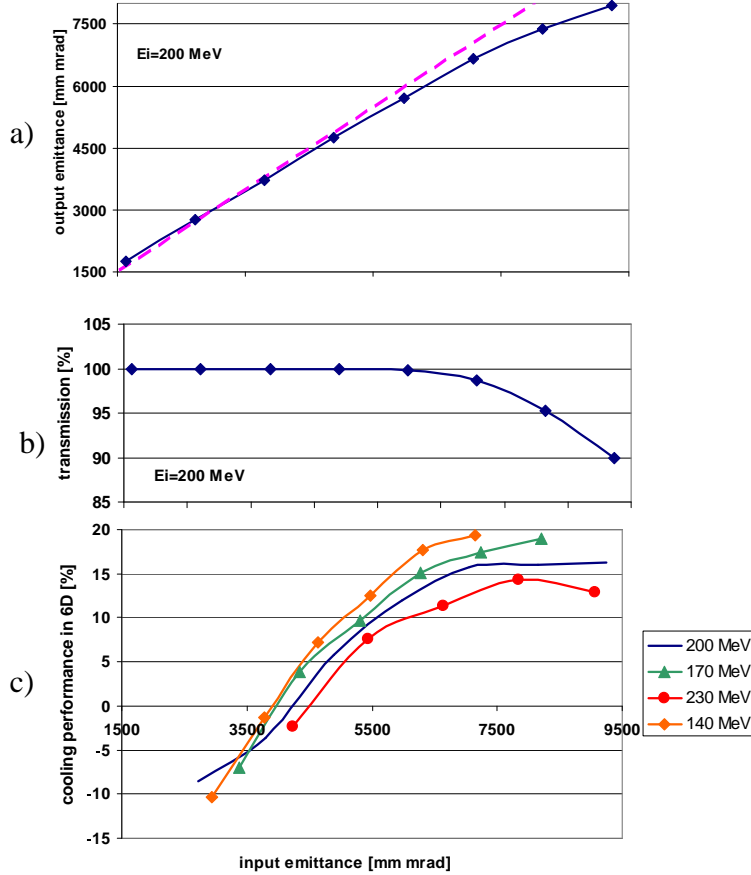 7500
6000
4500
3000
1500
output emittance [mm mrad]
Ei=200 MeV
a)
105
100
95
90
85
transmission [%]
Ei=200 MeV
b)
20
15
10
5
0
-5
-10
-15
cooling performance in 6D [%]
1500 3500 5500 7500 9500
c)
200 MeV
170 MeV
230 MeV
140 MeV
input emittance [mm mrad]